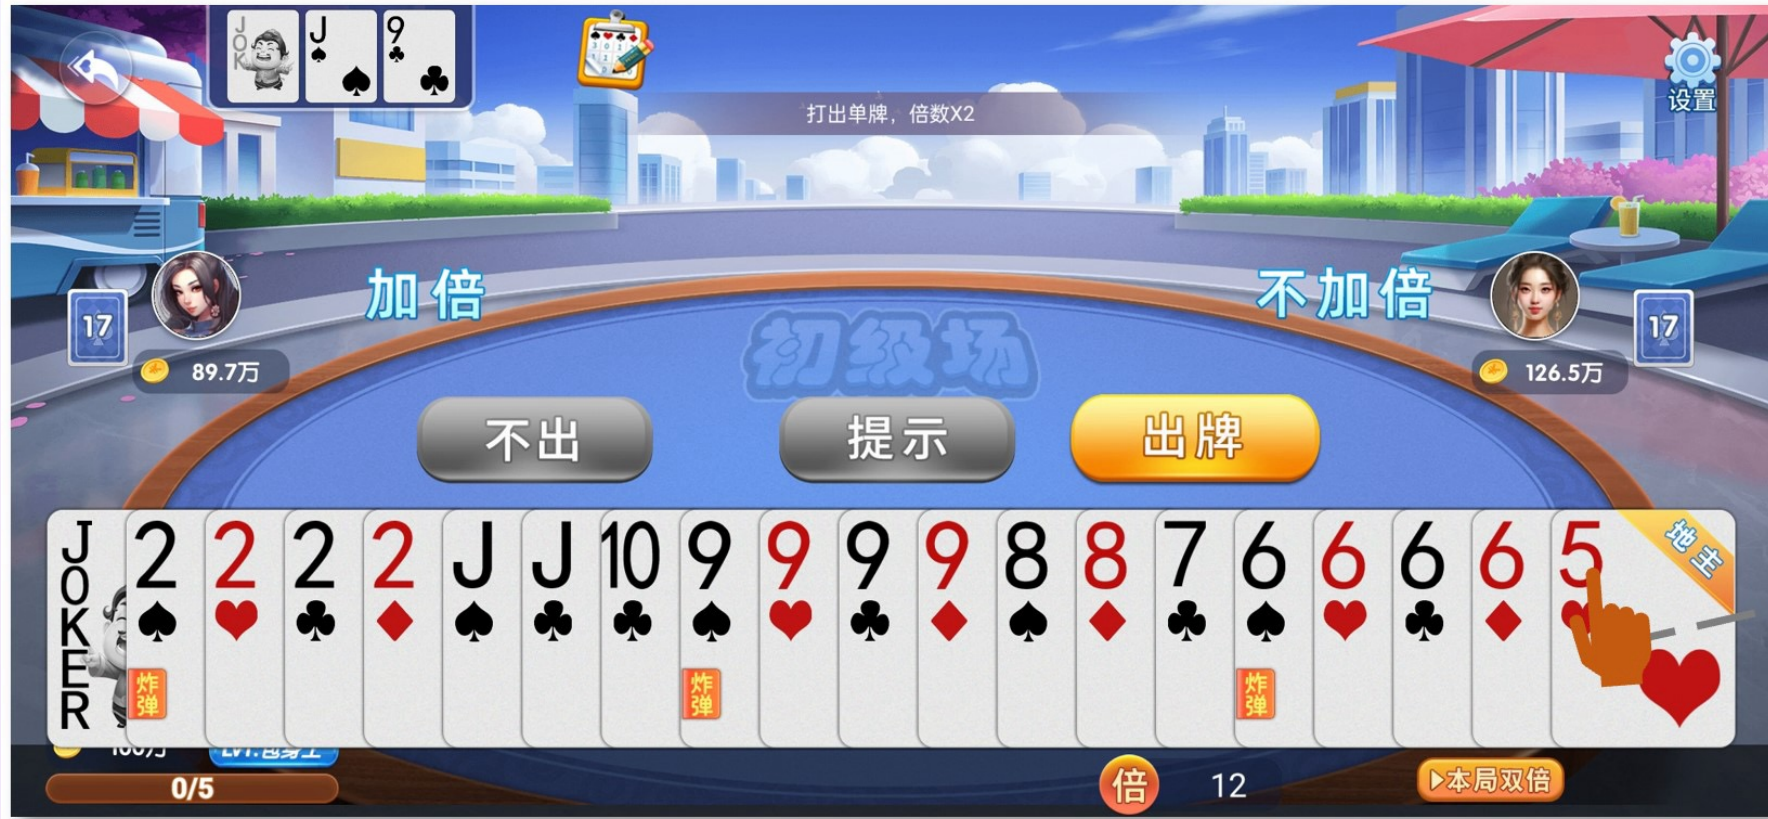 JOK J 9
打出单牌，倍数X2
设置
加倍
不加倍
17
17
89.7万
126.5万
初级场
不出
提示
出牌
JOKER 2 2 2 2 J J 10 9 9 9 9 8 8 7 6 6 6 6 5
地主
炸弹
炸弹
炸弹
0/5
倍 12
本局双倍